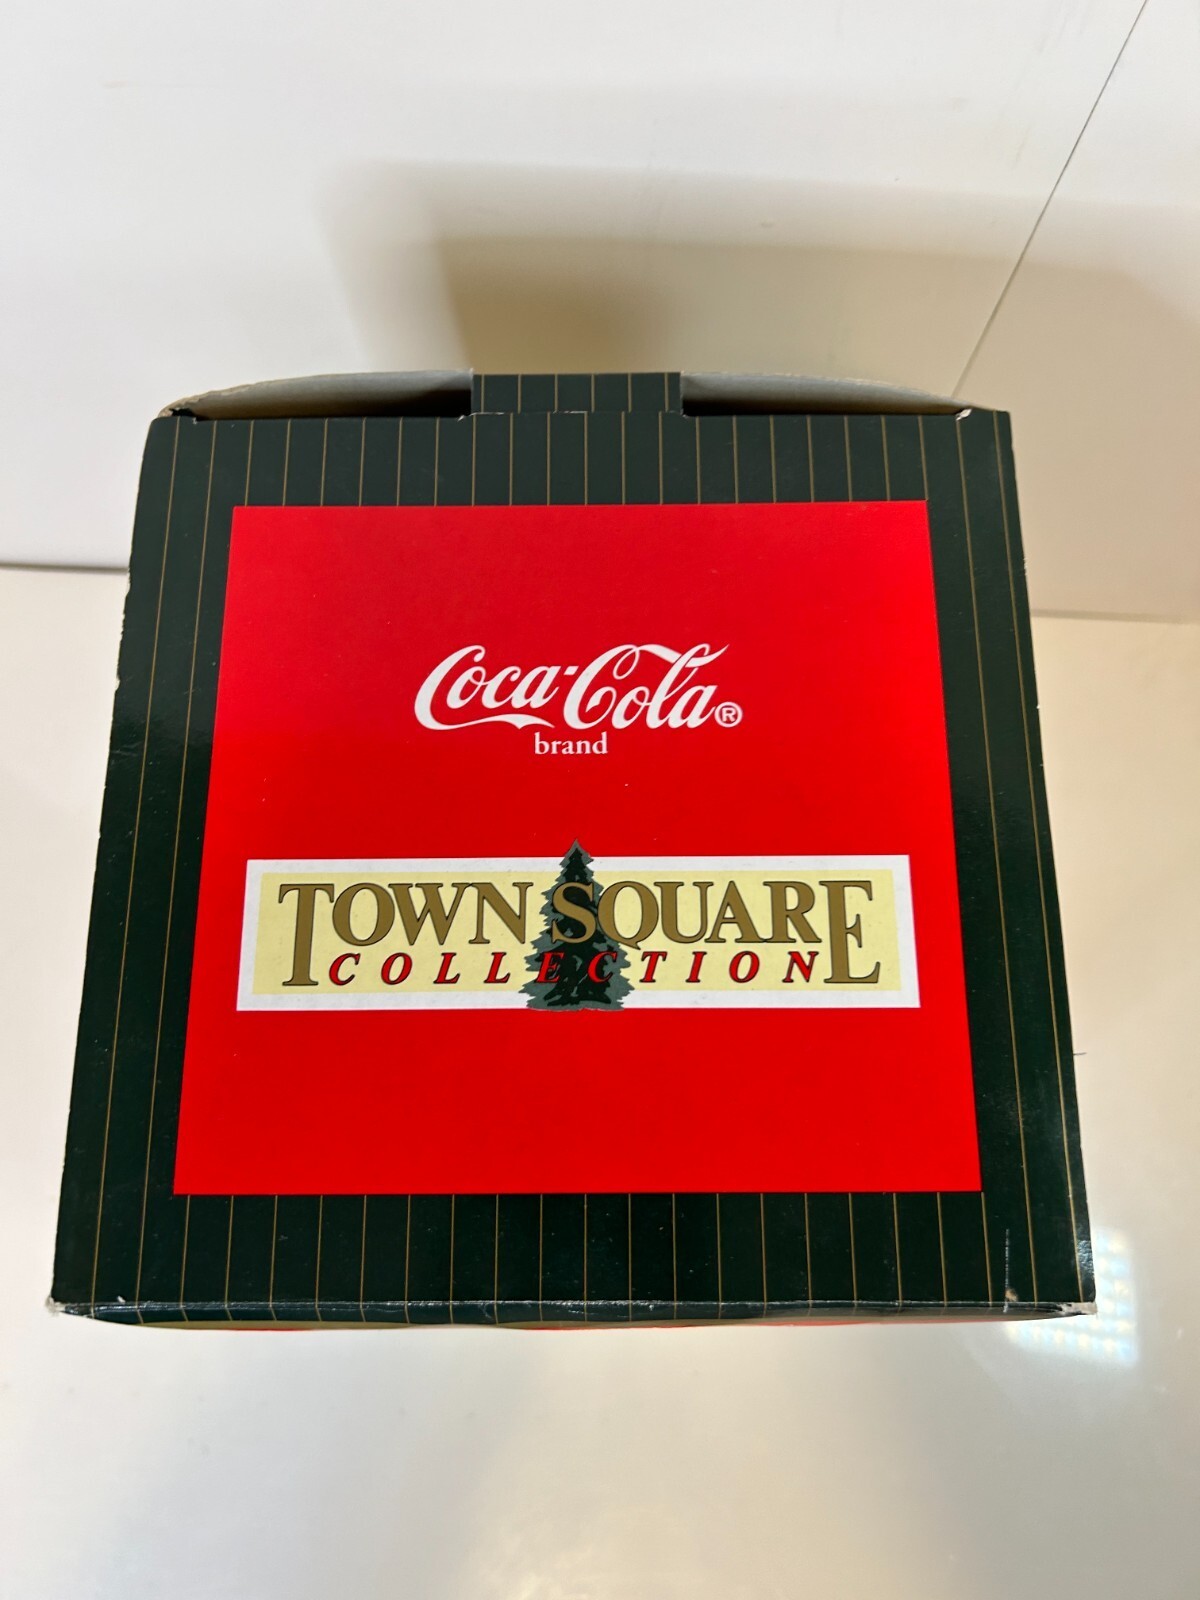 Coca-Cola®
brand
TOWN SQUARE
COLLECTION